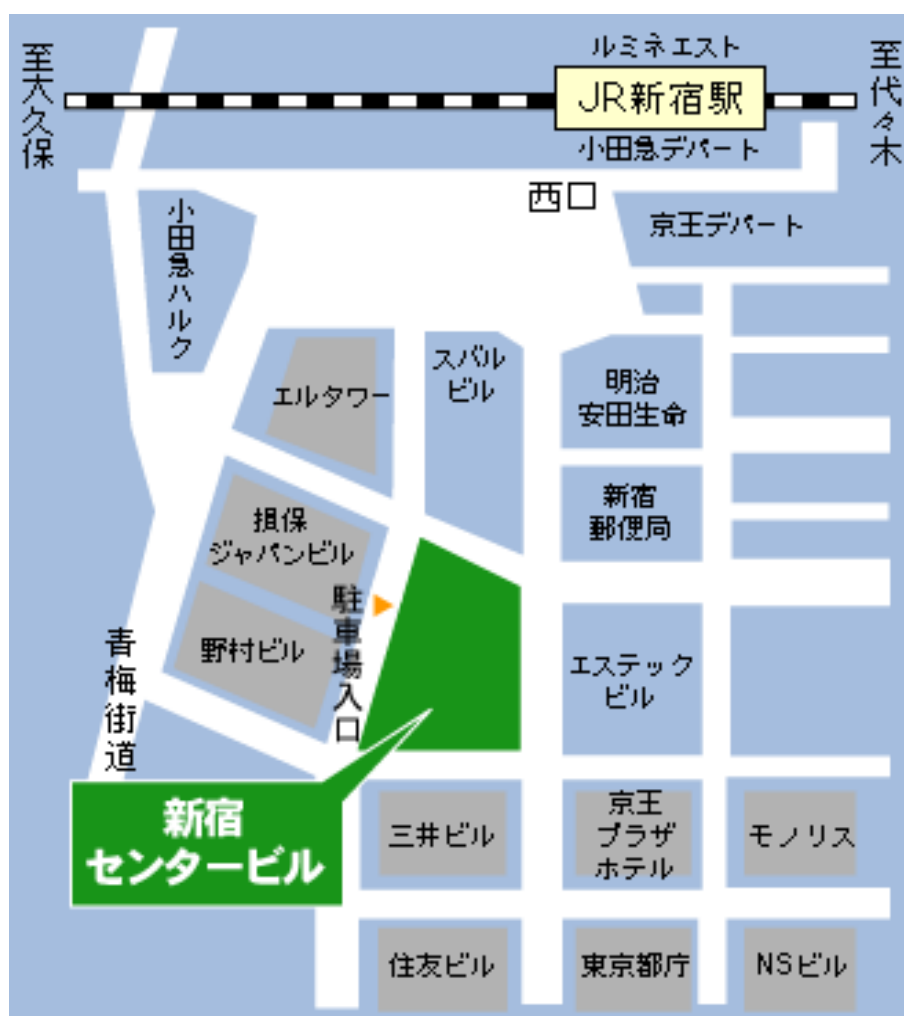 ルミネエスト
至大久保
JR新宿駅
至代々木
小田急デパート
西口
小田急ハルク
京王デパート
エルタワー
スバル
ビル
明治
安田生命
損保
ジャパンビル
新宿
郵便局
駐車場入口
野村ビル
青梅街道
エステック
ビル
新宿
センタービル
三井ビル
京王
プラザ
ホテル
モノリス
住友ビル
東京都庁
NSビル